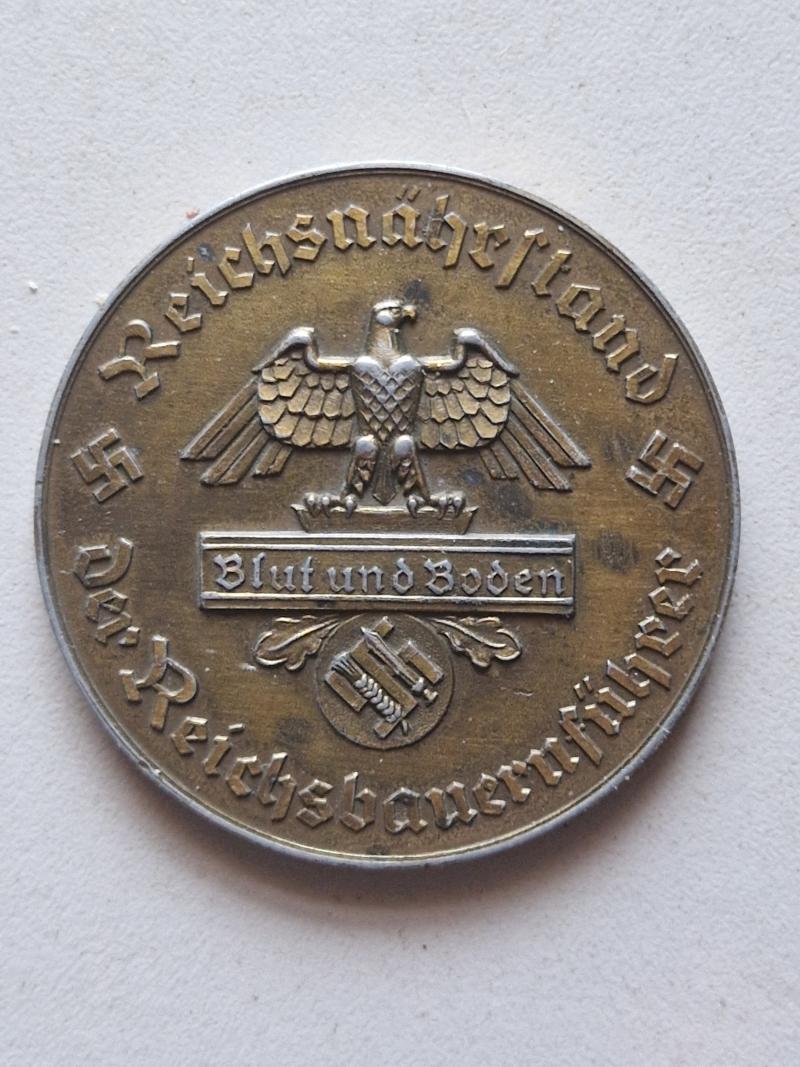 Reichsnährstand
Blut und Boden
Der Reichsbauernführer